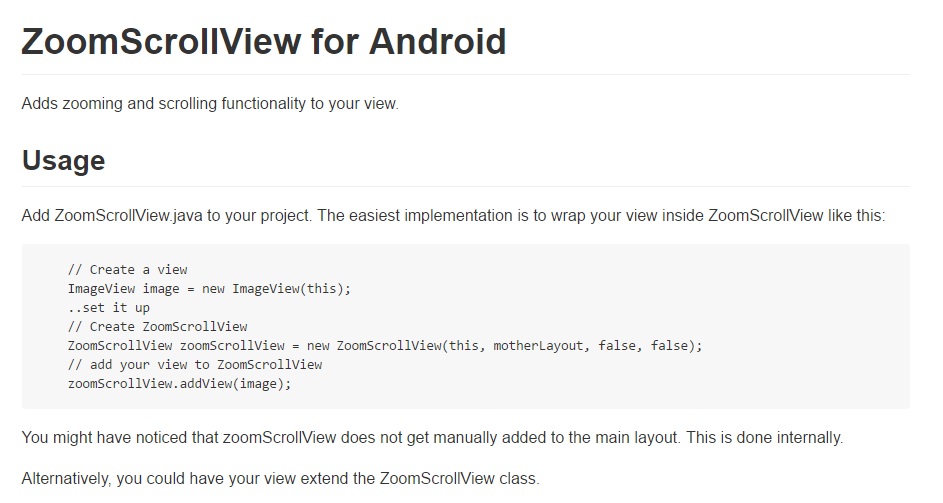 ZoomScrollView for Android
Adds zooming and scrolling functionality to your view.
Usage
Add ZoomScrollView.java to your project. The easiest implementation is to wrap your view inside ZoomScrollView like this:
// Create a view
ImageView image = new ImageView(this);
..set it up
// Create ZoomScrollView
ZoomScrollView zoomScrollView = new ZoomScrollView(this, motherLayout, false, false);
// add your view to ZoomScrollView
zoomScrollView.addView(image);
You might have noticed that zoomScrollView does not get manually added to the main layout. This is done internally.
Alternatively, you could have your view extend the ZoomScrollView class.